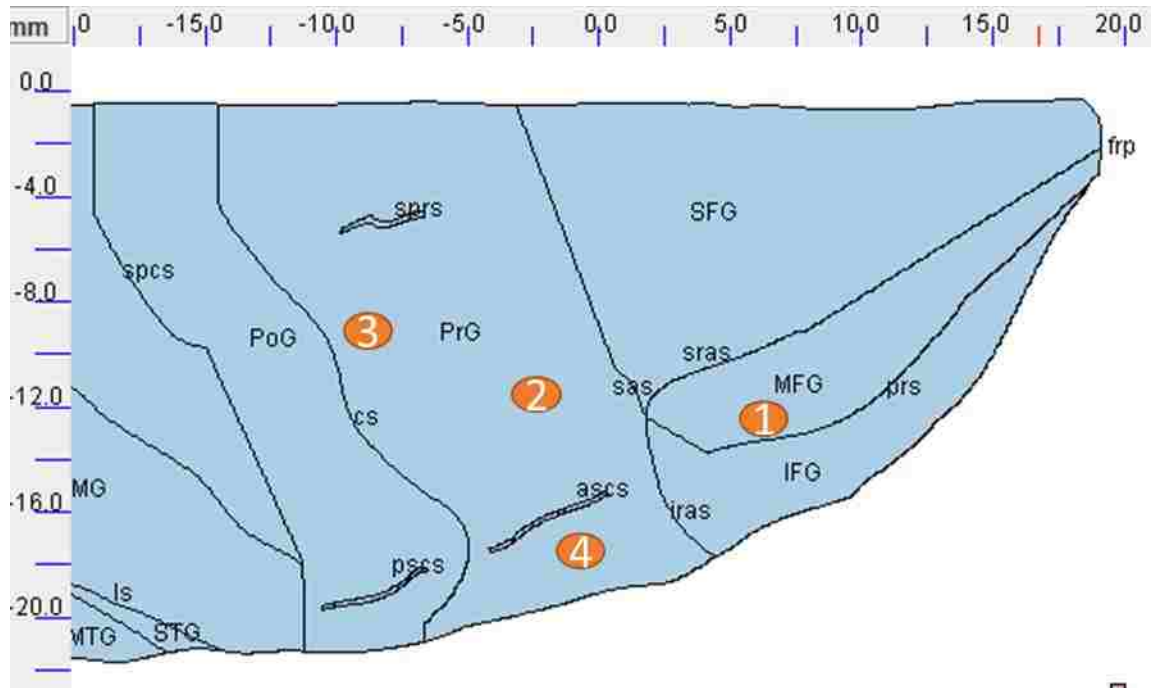 mm
.0 -15.0 -10.0 -5.0 0.0 5.0 10.0 15.0 20.0
0.0
frp
-4.0
sprs
SFG
spcs
-8.0
3
PoG
PrG
sras
-12.0
2
sas
MFG
prs
1
cs
IFG
MG
ascs
-16.0
iras
4
pscs
ls
-20.0
MTG
STG